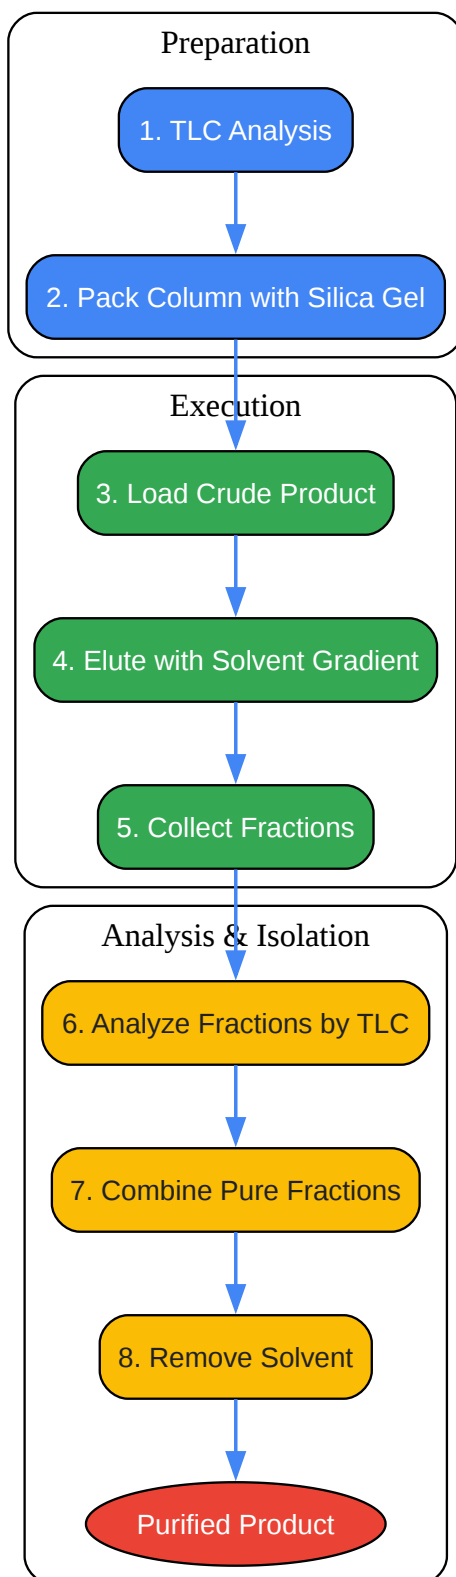 Preparation
1. TLC Analysis
2. Pack Column with Silica Gel
Execution
3. Load Crude Product
4. Elute with Solvent Gradient
5. Collect Fractions
Analysis & Isolation
6. Analyze Fractions by TLC
7. Combine Pure Fractions
8. Remove Solvent
Purified Product